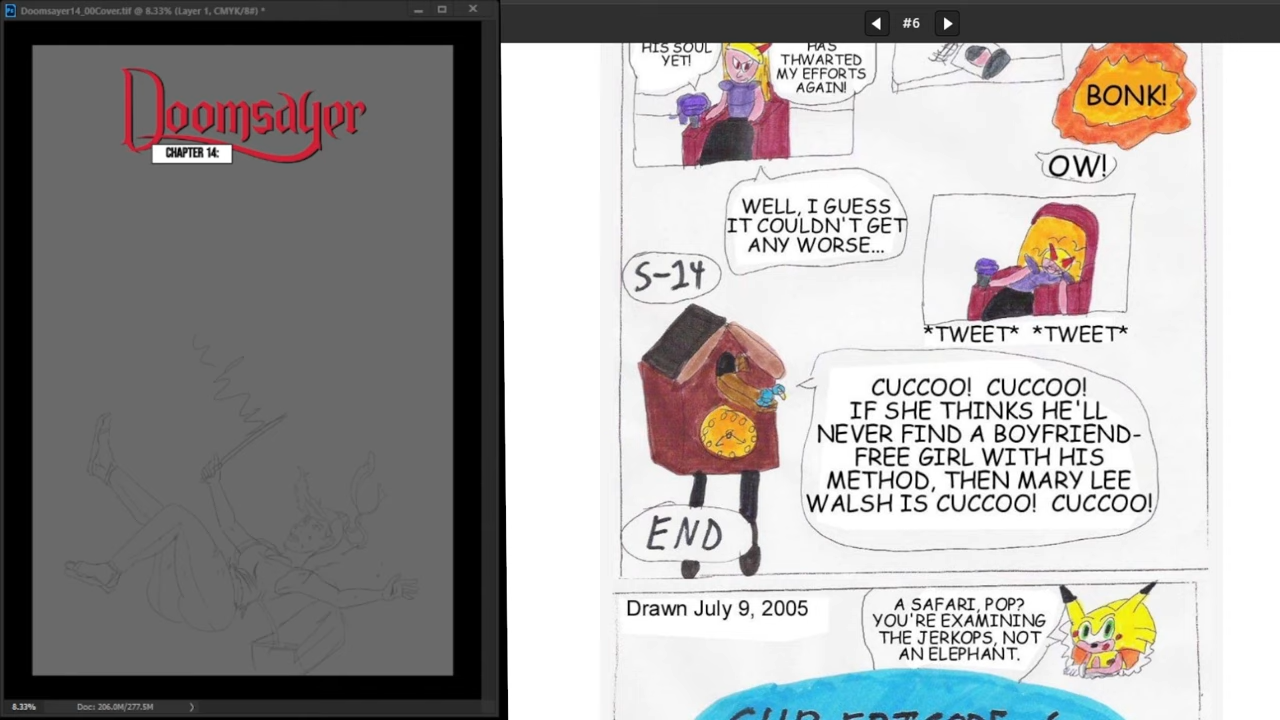 Doomsayer14_00Cover.tif @ 8.33% (Layer 1, CMYK/8#) *
Doomsayer
CHAPTER 14:
8.33%
Doc: 206.0M/277.5M
#6
HIS SOUL
YET!
HAS
THWARTED
MY EFFORTS
AGAIN!
BONK!
OW!
WELL, I GUESS
IT COULDN'T GET
ANY WORSE...
S-14
*TWEET* *TWEET*
CUCCOO! CUCCOO!
IF SHE THINKS HE'LL
NEVER FIND A BOYFRIEND-
FREE GIRL WITH HIS
METHOD, THEN MARY LEE
WALSH IS CUCCOO! CUCCOO!
END
Drawn July 9, 2005
A SAFARI, POP?
YOU'RE EXAMINING
THE JERKOPS, NOT
AN ELEPHANT.